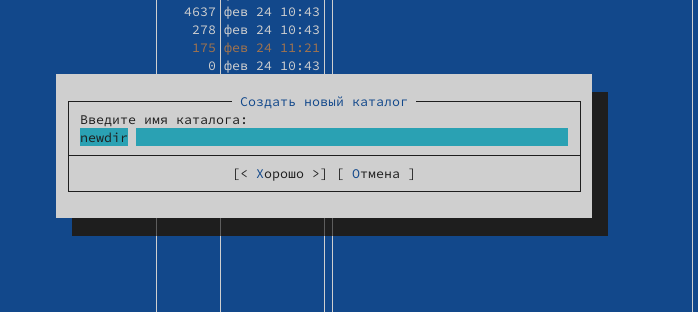 4637 фев 24 10:43
278 фев 24 10:43
175 фев 24 11:21
0 фев 24 10:43
Создать новый каталог
Введите имя каталога:
newdir
[< Хорошо >] [ Отмена ]